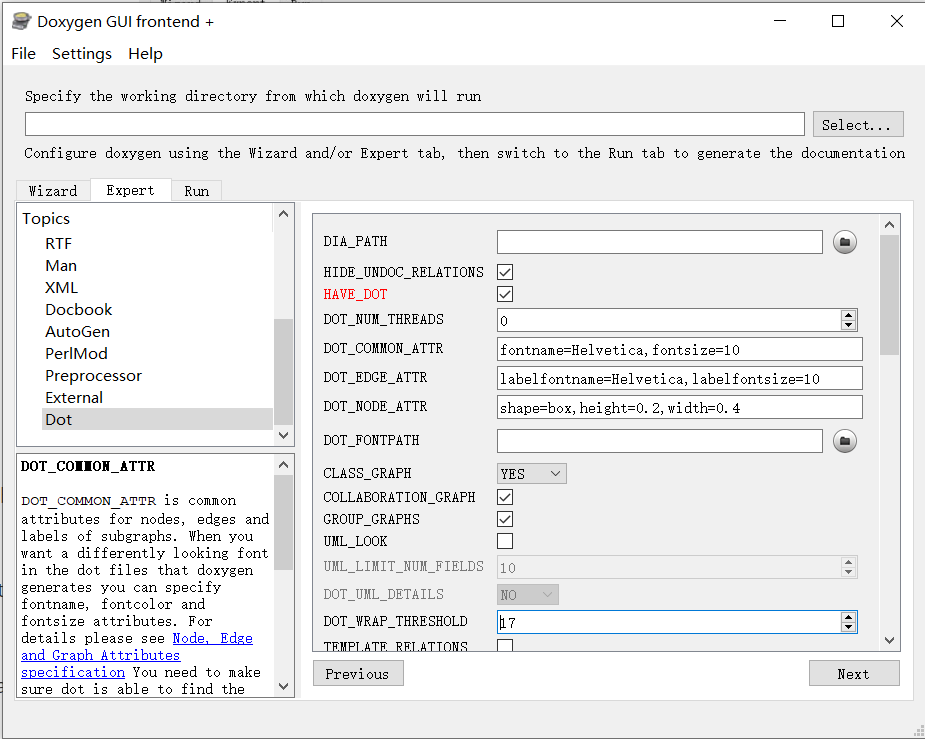 Doxygen GUI frontend +
File Settings Help
Specify the working directory from which doxygen will run
Select...
Configure doxygen using the Wizard and/or Expert tab, then switch to the Run tab to generate the documentation
Wizard Expert Run
Topics
RTF
Man
XML
Docbook
AutoGen
PerlMod
Preprocessor
External
Dot
DOT_COMMON_ATTR
DOT_COMMON_ATTR is common
attributes for nodes, edges and
labels of subgraphs. When you
want a differently looking font
in the dot files that doxygen
generates you can specify
fontname, fontcolor and
fontsize attributes. For
details please see Node, Edge
and Graph Attributes
specification You need to make
sure dot is able to find the
DIA_PATH
HIDE_UNDOC_RELATIONS
HAVE_DOT
DOT_NUM_THREADS 0
DOT_COMMON_ATTR fontname=Helvetica,fontsize=10
DOT_EDGE_ATTR labelfontname=Helvetica,labelfontsize=10
DOT_NODE_ATTR shape=box,height=0.2,width=0.4
DOT_FONTPATH
CLASS_GRAPH YES
COLLABORATION_GRAPH
GROUP_GRAPHS
UML_LOOK
UML_LIMIT_NUM_FIELDS 10
DOT_UML_DETAILS NO
DOT_WRAP_THRESHOLD 17
TEMPLATE_RELATIONS
Previous Next